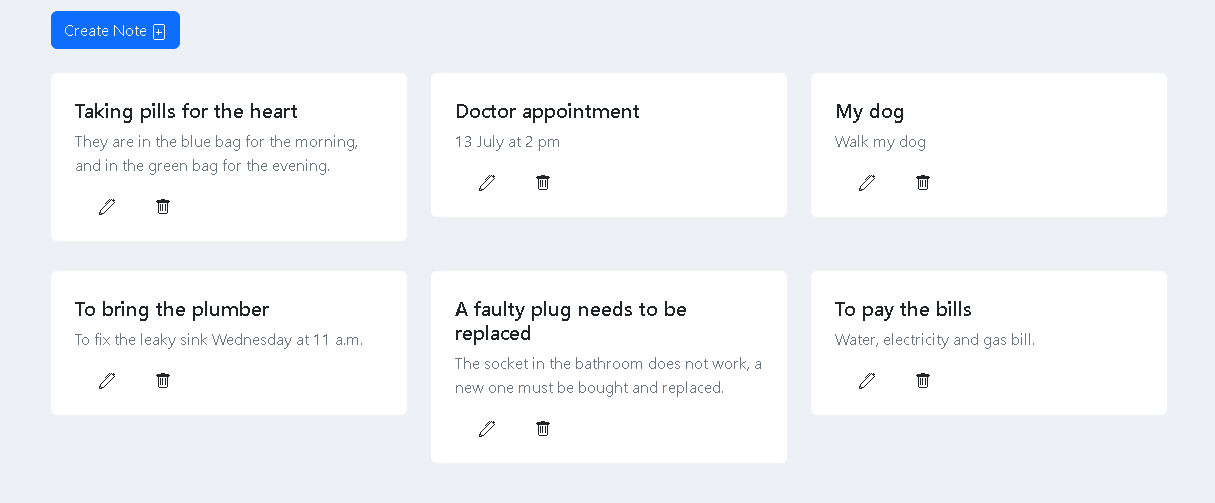 Create Note
Taking pills for the heart
They are in the blue bag for the morning,
and in the green bag for the evening.
Doctor appointment
13 July at 2 pm
My dog
Walk my dog
To bring the plumber
To fix the leaky sink Wednesday at 11 a.m.
A faulty plug needs to be
replaced
The socket in the bathroom does not work, a
new one must be bought and replaced.
To pay the bills
Water, electricity and gas bill.